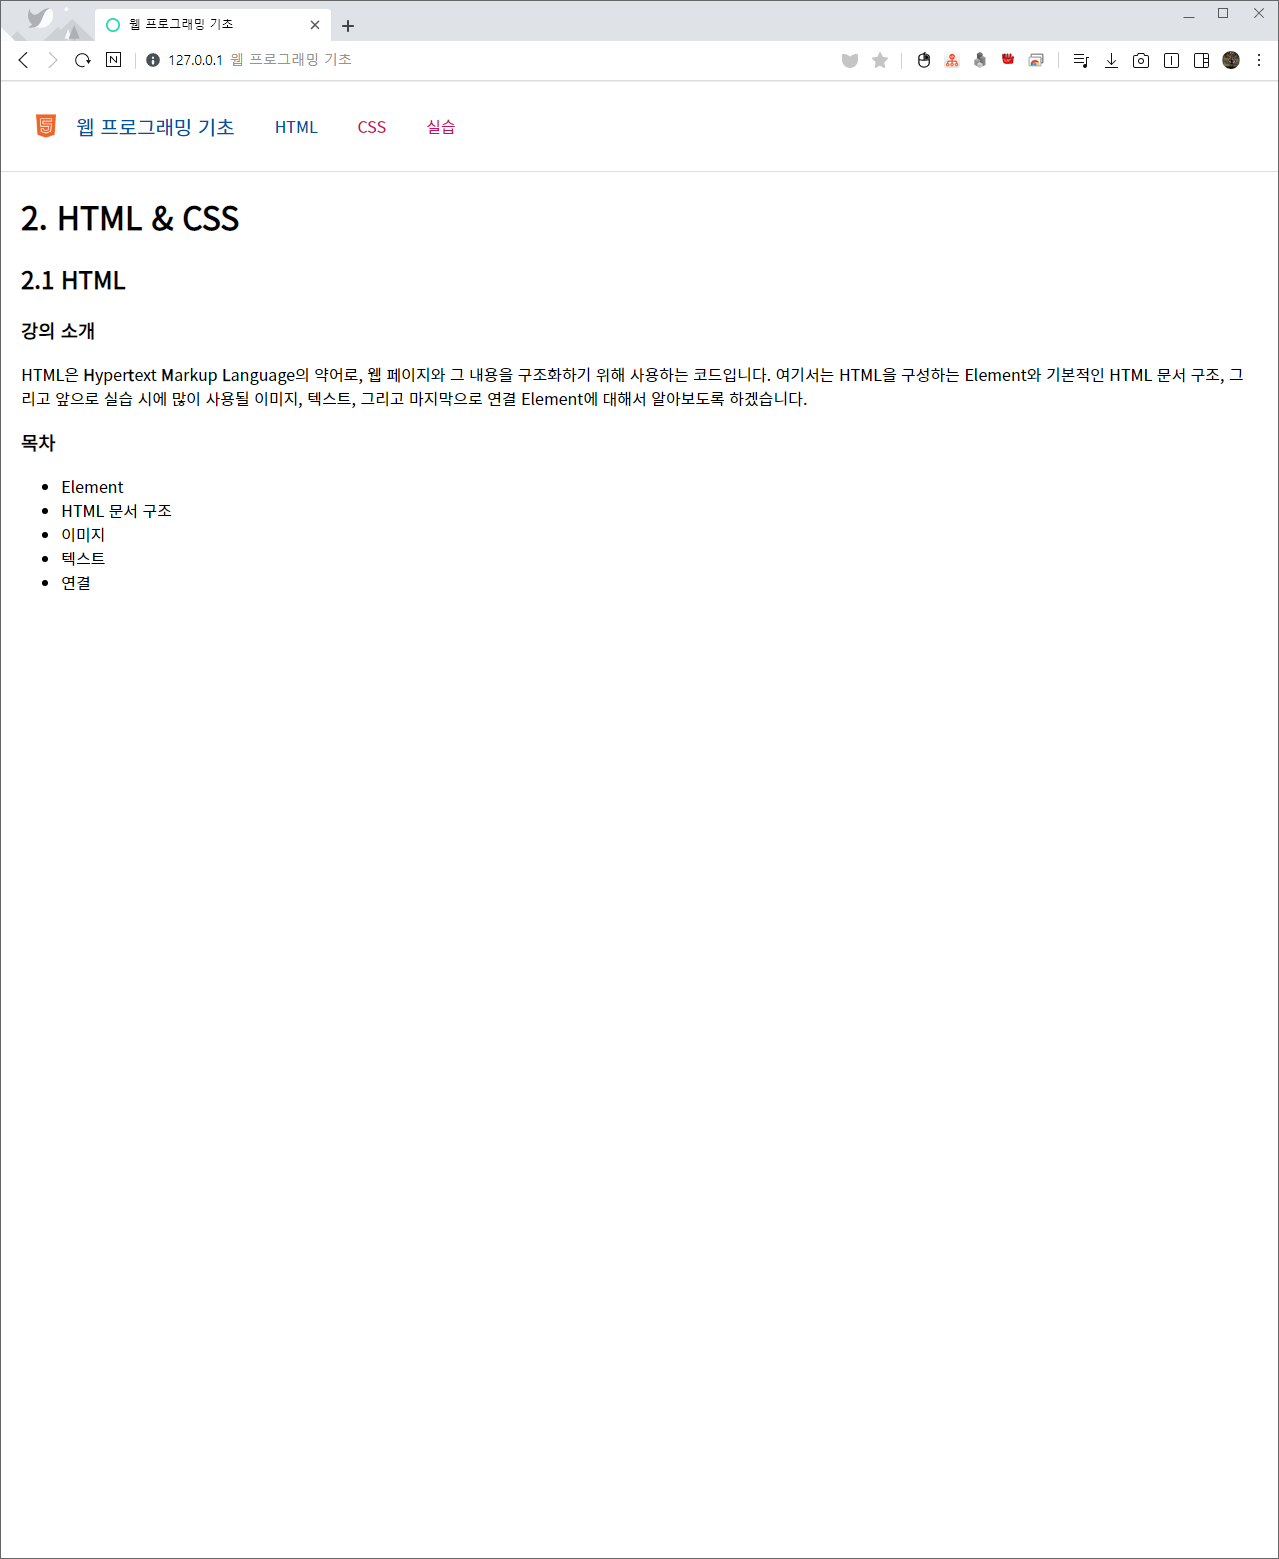 웹 프로그래밍 기초
127.0.0.1 웹 프로그래밍 기초
웹 프로그래밍 기초 HTML CSS 실습
2. HTML & CSS
2.1 HTML
강의 소개
HTML은 Hypertext Markup Language의 약어로, 웹 페이지와 그 내용을 구조화하기 위해 사용하는 코드입니다. 여기서는 HTML을 구성하는 Element와 기본적인 HTML 문서 구조, 그
리고 앞으로 실습 시에 많이 사용될 이미지, 텍스트, 그리고 마지막으로 연결 Element에 대해서 알아보도록 하겠습니다.
목차
Element
HTML 문서 구조
이미지
텍스트
연결